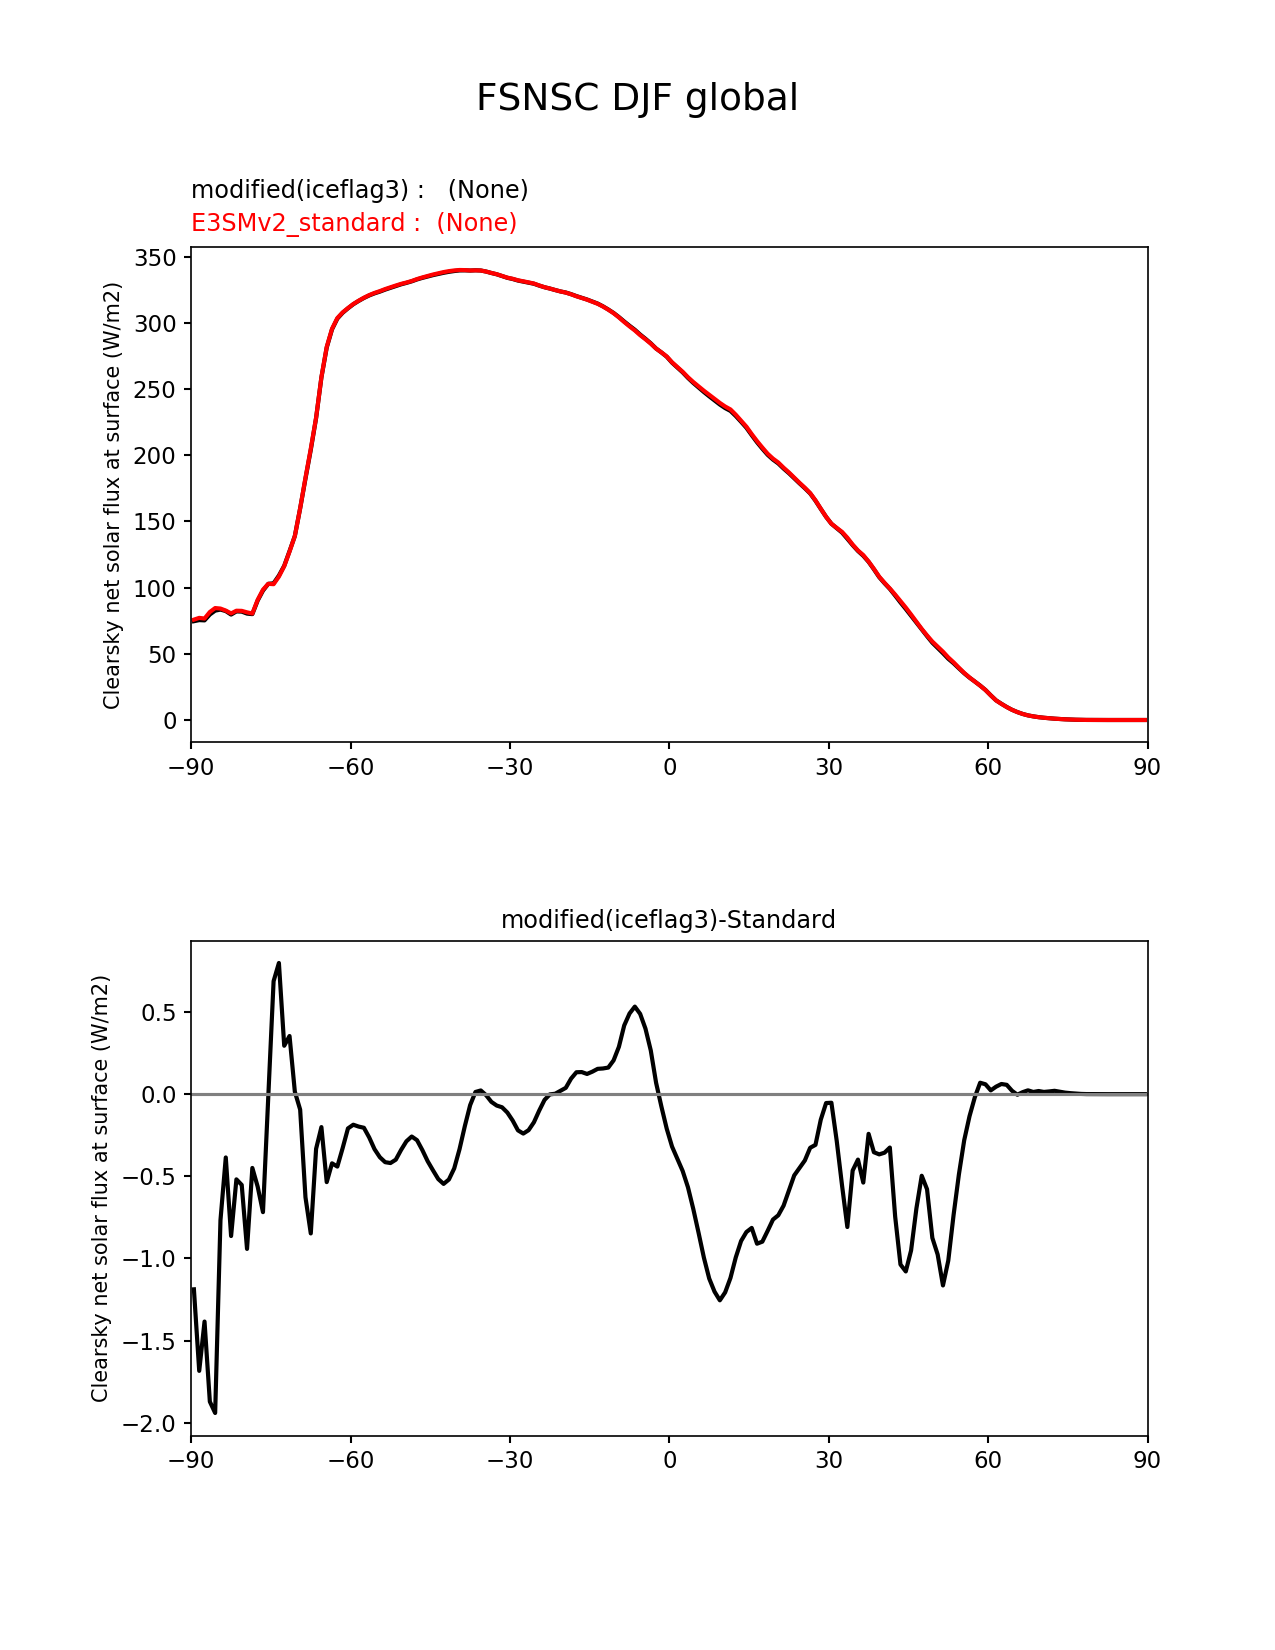 FSNSC DJF global
modified(iceflag3) :   (None)
E3SMv2_standard :  (None)
Clearsky net solar flux at surface (W/m2)
350
300
250
200
150
100
50
0
−90 −60 −30 0 30 60 90
modified(iceflag3)-Standard
Clearsky net solar flux at surface (W/m2)
0.5
0.0
−0.5
−1.0
−1.5
−2.0
−90 −60 −30 0 30 60 90